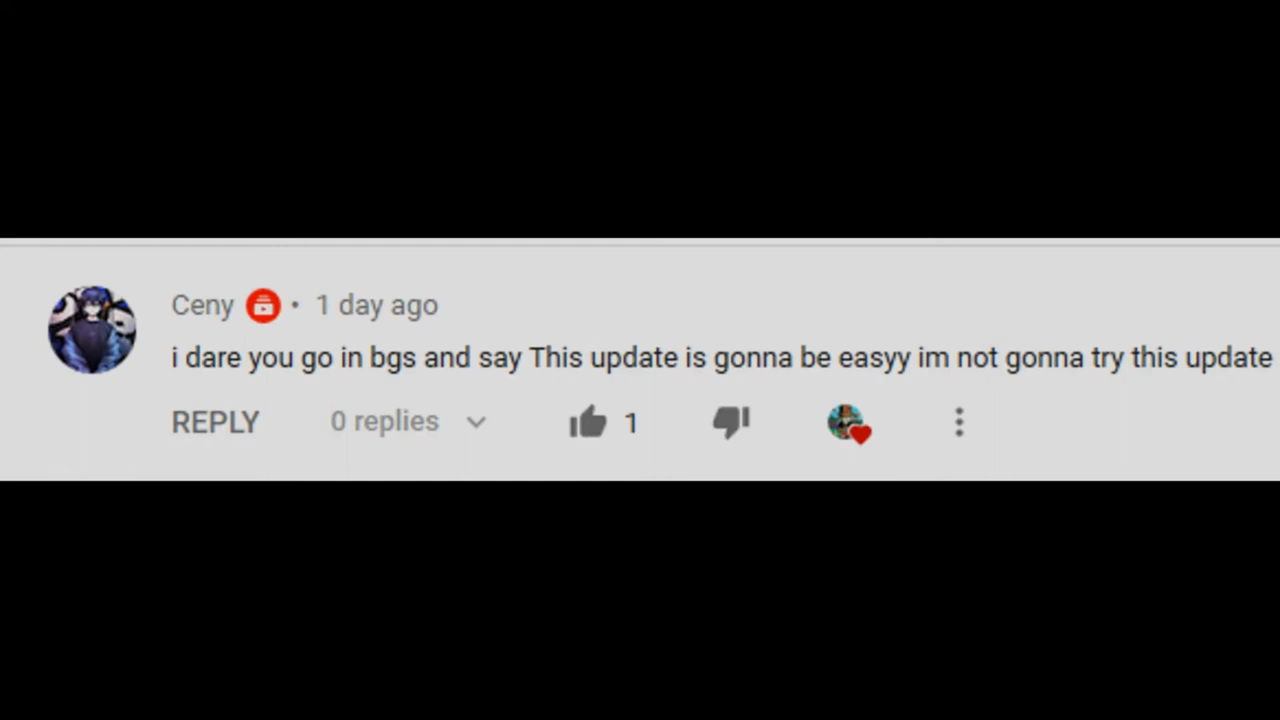 Ceny • 1 day ago
i dare you go in bgs and say This update is gonna be easyy im not gonna try this update
REPLY 0 replies 1